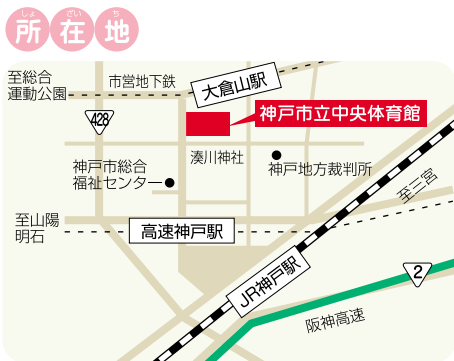 しょ ざい ち
所在地
至総合
運動公園
市営地下鉄
大倉山駅
428
神戸市立中央体育館
湊川神社
神戸地方裁判所
神戸市総合
福祉センター
至三宮
至山陽
明石
高速神戸駅
JR神戸駅
2
阪神高速